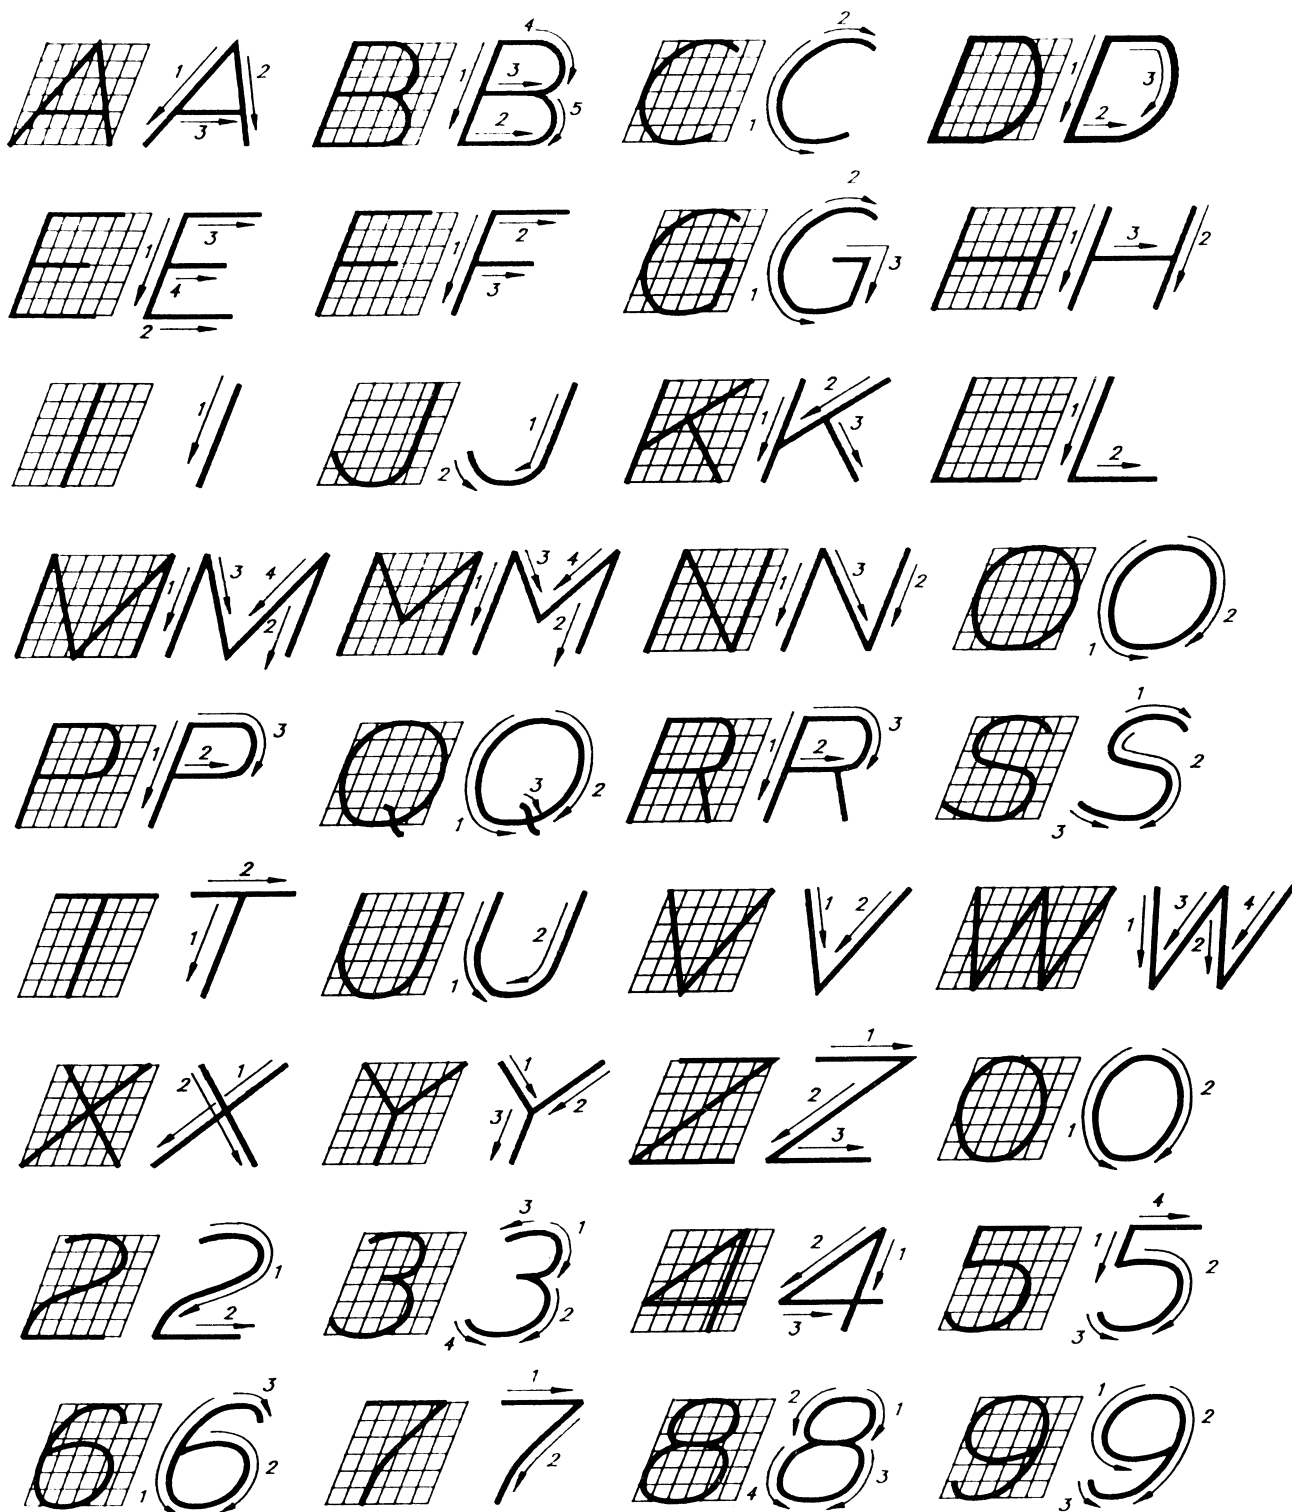 A A B B C C D D
E E F F G G H H
I I J J K K L L
M M M M N N O O
P P Q Q R R S S
T T U U V V W W
X X Y Y Z Z 0 0
2 2 3 3 4 4 5 5
6 6 7 7 8 8 9 9